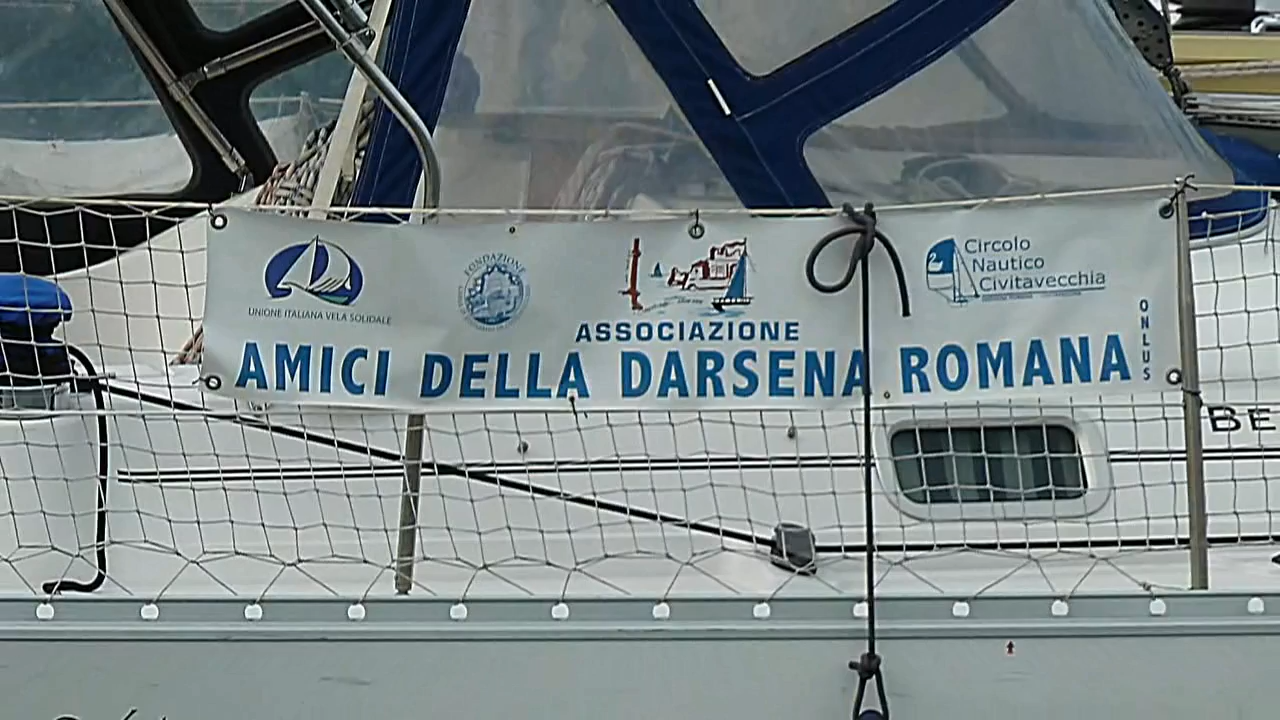 UNIONE ITALIANA VELA SOLIDALE
FONDAZIONE
Circolo
Nautico
Civitavecchia
ASSOCIAZIONE
AMICI DELLA DARSENA ROMANA
ONLUS
BE